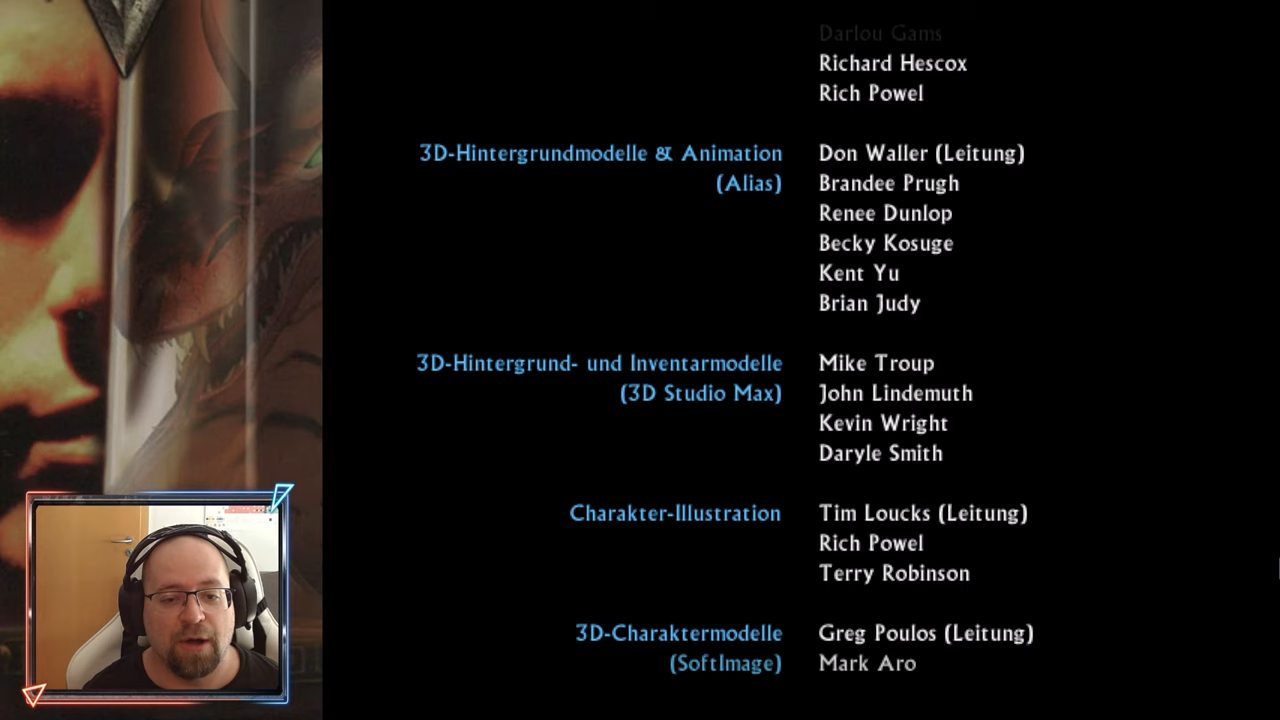 Darlou Gams
Richard Hescox
Rich Powel
3D-Hintergrundmodelle & Animation Don Waller (Leitung)
(Alias) Brandee Prugh
Renee Dunlop
Becky Kosuge
Kent Yu
Brian Judy
3D-Hintergrund- und Inventarmodelle Mike Troup
(3D Studio Max) John Lindemuth
Kevin Wright
Daryle Smith
Charakter-Illustration Tim Loucks (Leitung)
Rich Powel
Terry Robinson
3D-Charaktermodelle Greg Poulos (Leitung)
(SoftImage) Mark Aro